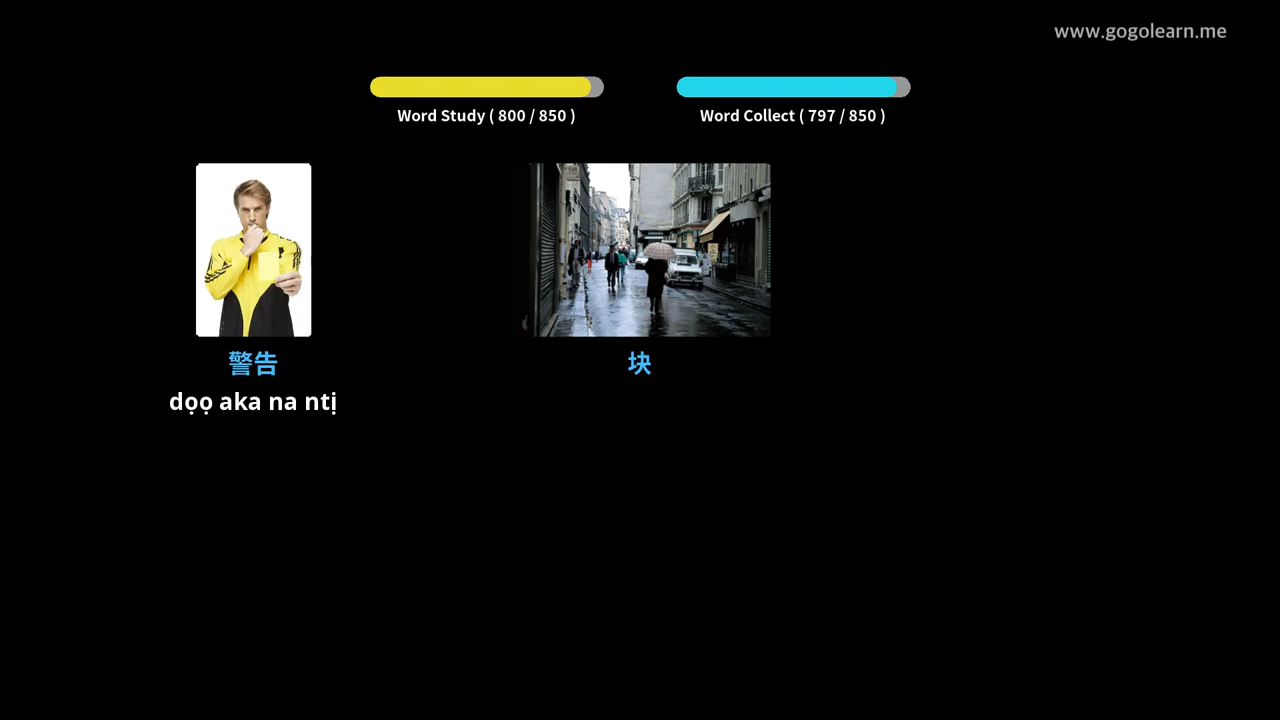 www.gogolearn.me
Word Study ( 800 / 850 )
Word Collect ( 797 / 850 )
警告
块
dọọ aka na ntị